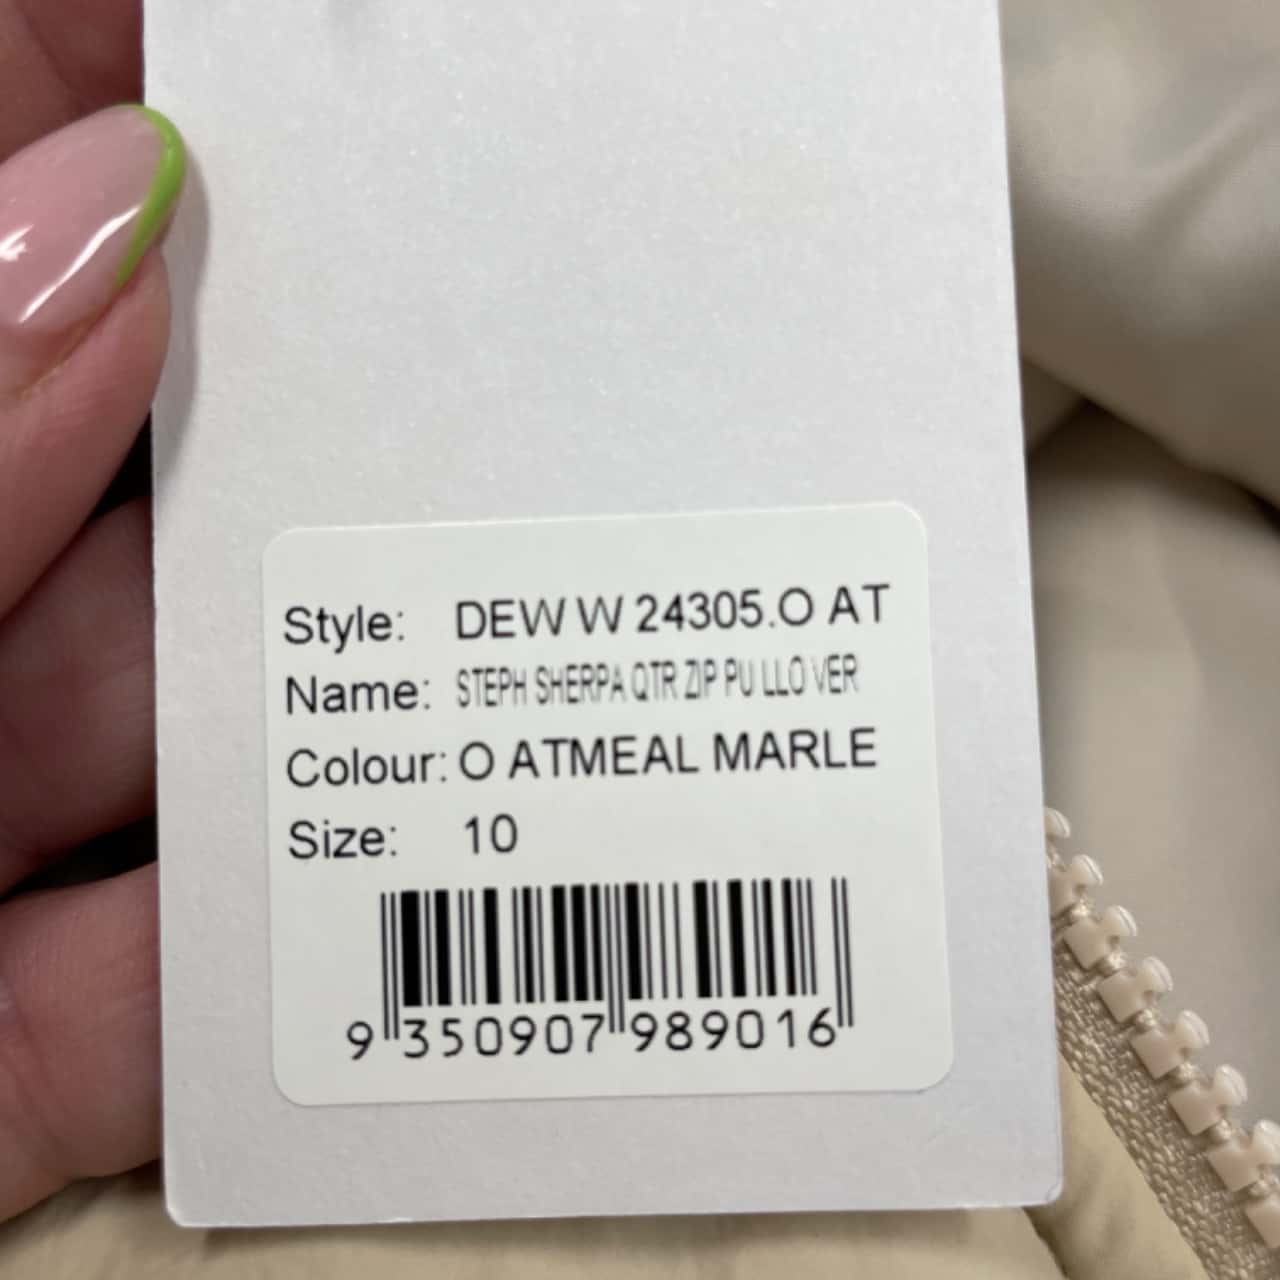 Style: DEW W 24305.O AT
Name: STEPH SHERPA QTR ZIP PU LLO VER
Colour: O ATMEAL MARLE
Size: 10
9 350907 989016